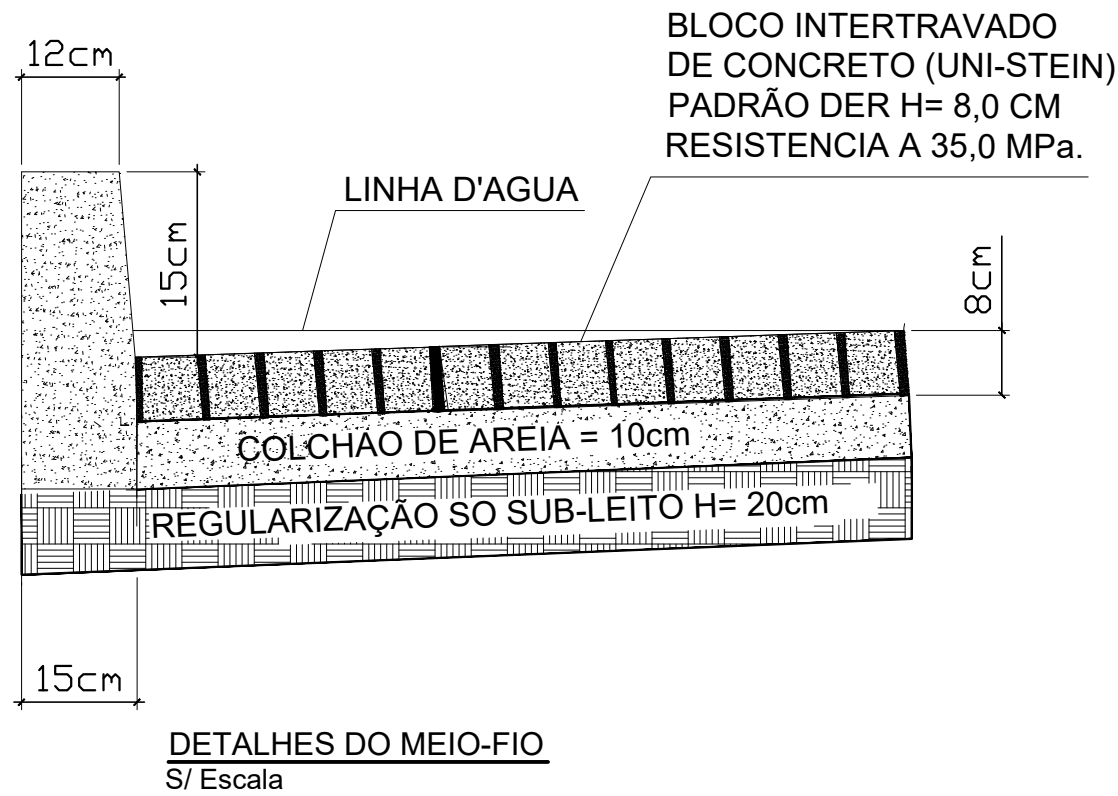 12cm
BLOCO INTERTRAVADO
DE CONCRETO (UNI-STEIN)
PADRÃO DER H= 8,0 CM
RESISTENCIA A 35,0 MPa.
LINHA D'AGUA
15cm
8cm
COLCHAO DE AREIA = 10cm
REGULARIZAÇÃO SO SUB-LEITO H= 20cm
15cm
DETALHES DO MEIO-FIO
S/ Escala